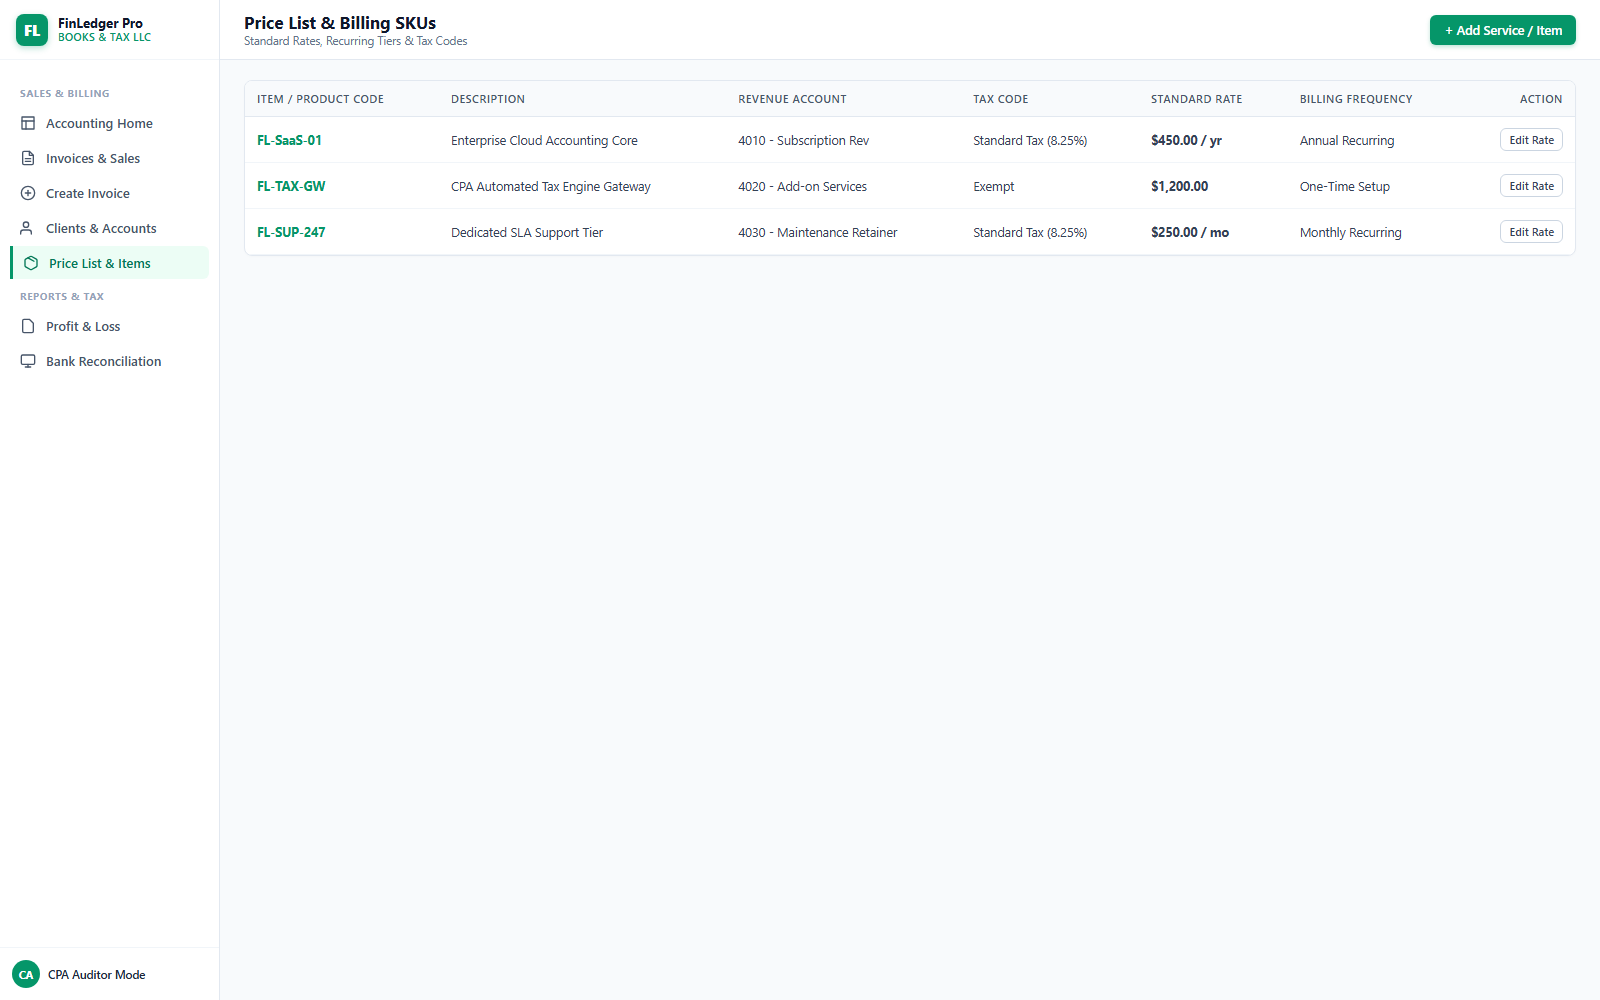 FL
FinLedger Pro
BOOKS & TAX LLC
SALES & BILLING
Accounting Home
Invoices & Sales
Create Invoice
Clients & Accounts
Price List & Items
REPORTS & TAX
Profit & Loss
Bank Reconciliation
CA
CPA Auditor Mode
Price List & Billing SKUs
Standard Rates, Recurring Tiers & Tax Codes
+ Add Service / Item
ITEM / PRODUCT CODE DESCRIPTION REVENUE ACCOUNT TAX CODE STANDARD RATE BILLING FREQUENCY ACTION
FL-SaaS-01 Enterprise Cloud Accounting Core 4010 - Subscription Rev Standard Tax (8.25%) $450.00 / yr Annual Recurring Edit Rate
FL-TAX-GW CPA Automated Tax Engine Gateway 4020 - Add-on Services Exempt $1,200.00 One-Time Setup Edit Rate
FL-SUP-247 Dedicated SLA Support Tier 4030 - Maintenance Retainer Standard Tax (8.25%) $250.00 / mo Monthly Recurring Edit Rate